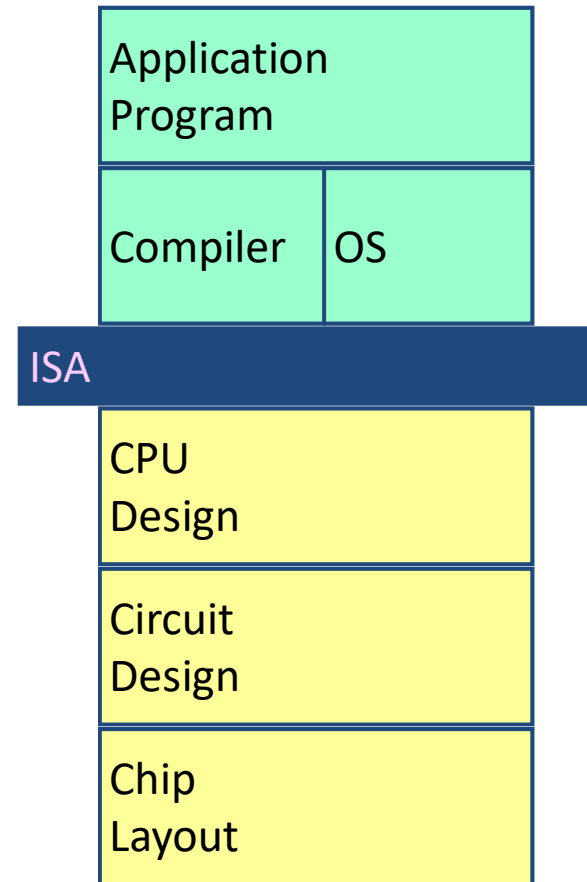 Application
Program
Compiler
OS
ISA
CPU
Design
Circuit
Design
Chip
Layout